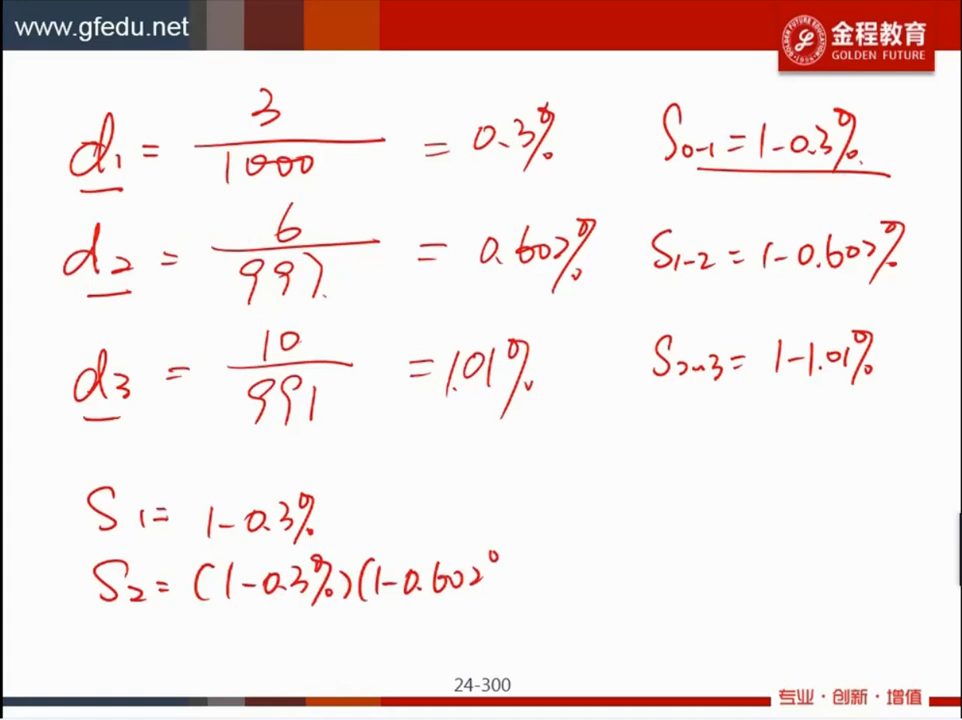 www.gfedu.net
金程教育
GOLDEN FUTURE
d1 = 3/1000 = 0.3% S0-1 = 1-0.3%
d2 = 6/997 = 0.602% S1-2 = 1-0.602%
d3 = 10/991 = 1.01% S2~3 = 1-1.01%
S1 = 1-0.3%
S2 = (1-0.3%)(1-0.602°
24-300
专业·创新·增值